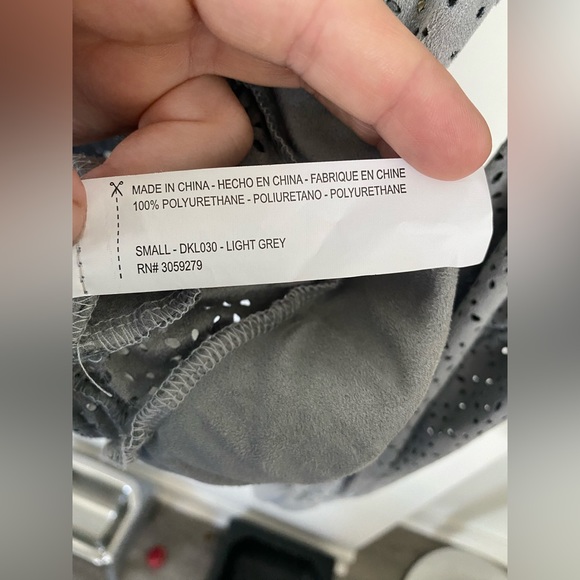 MADE IN CHINA - HECHO EN CHINA - FABRIQUE EN CHINE
100% POLYURETHANE - POLIURETANO - POLYURETHANE
SMALL - DKL030 - LIGHT GREY
RN# 3059279